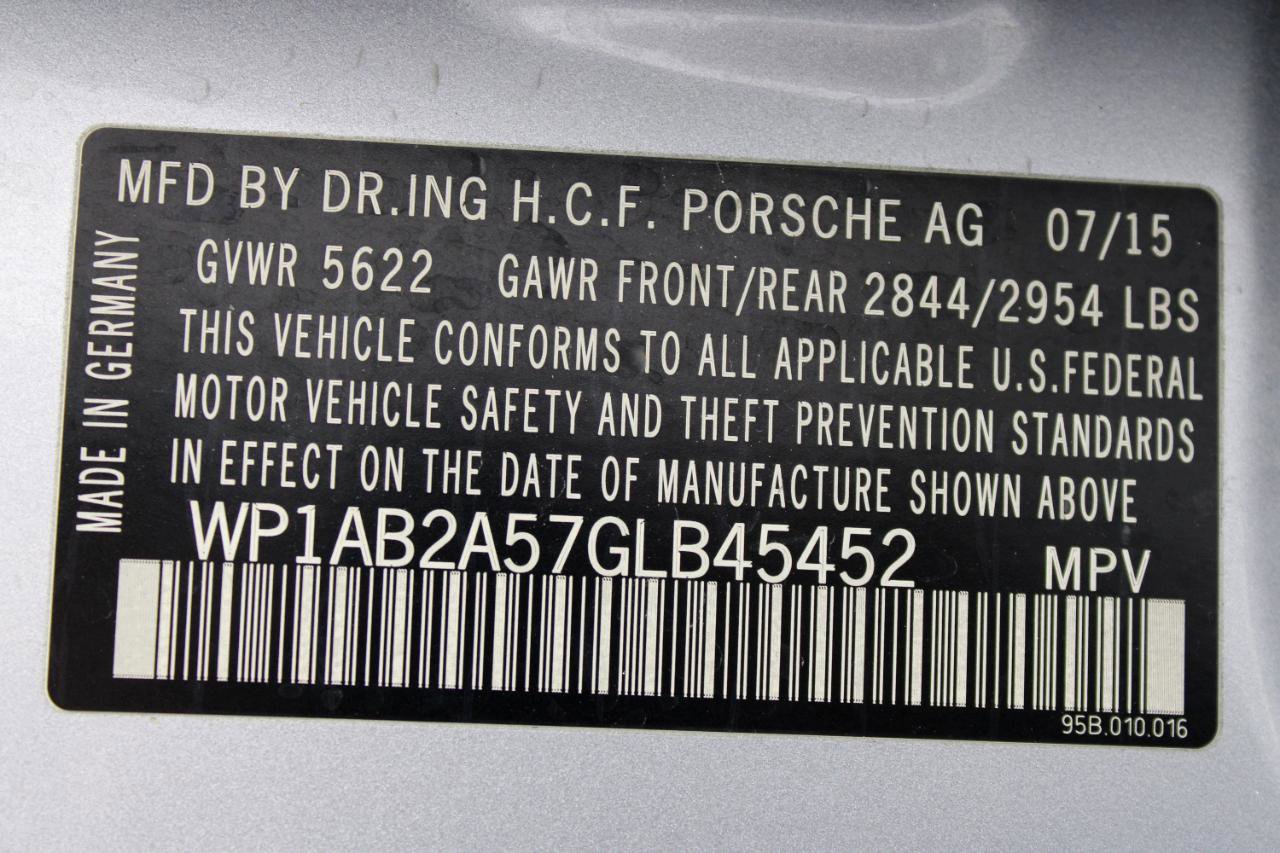 MFD BY DR.ING H.C.F. PORSCHE AG 07/15
GVWR 5622 GAWR FRONT/REAR 2844/2954 LBS
THIS VEHICLE CONFORMS TO ALL APPLICABLE U.S.FEDERAL
MOTOR VEHICLE SAFETY AND THEFT PREVENTION STANDARDS
IN EFFECT ON THE DATE OF MANUFACTURE SHOWN ABOVE
WP1AB2A57GLB45452 MPV
95B.010.016
MADE IN GERMANY